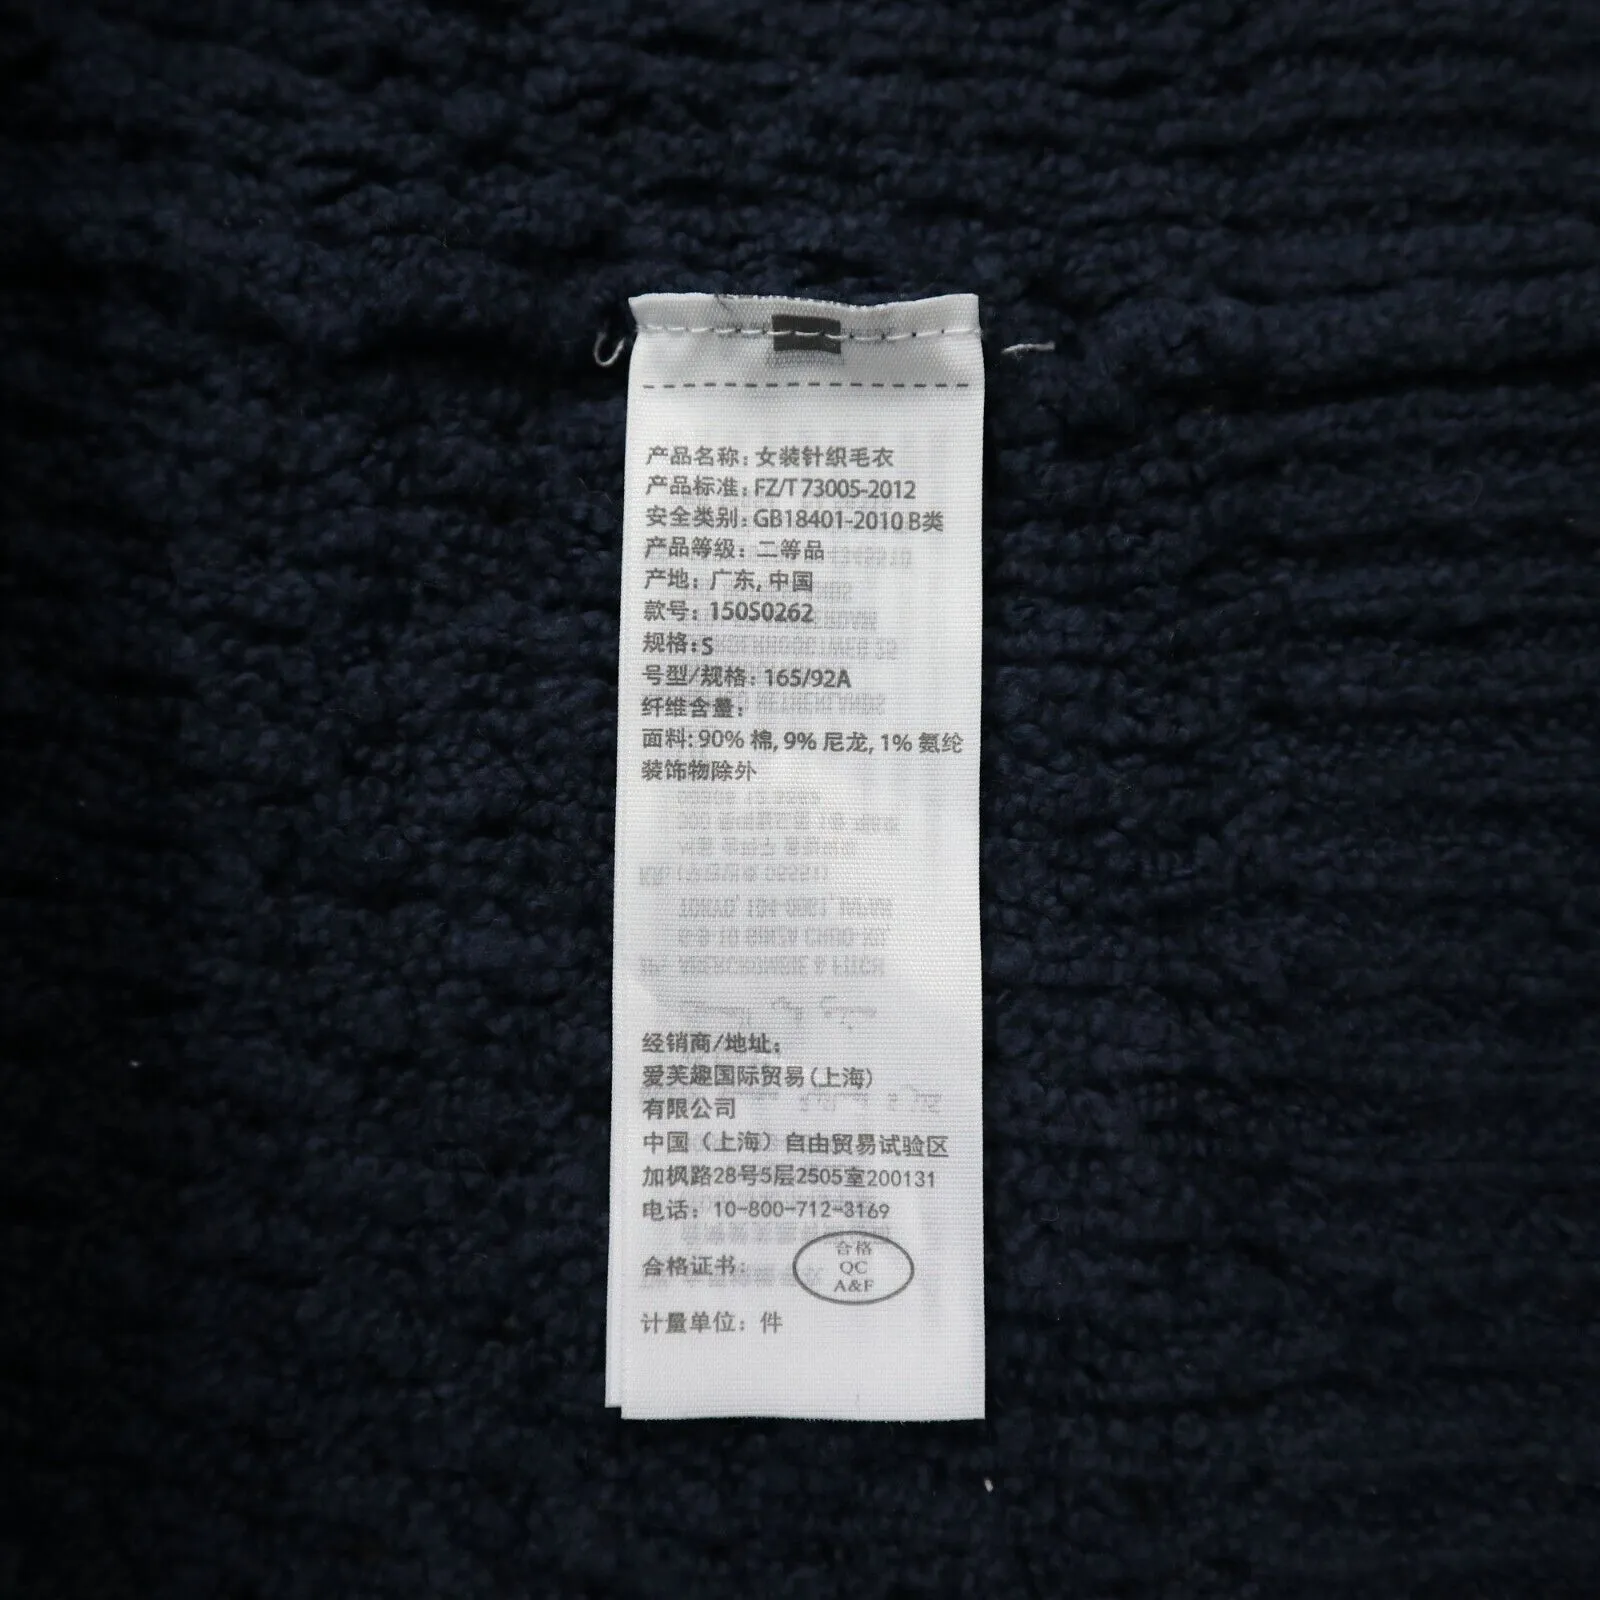 产品名称: 女装针织毛衣
产品标准: FZ/T 73005-2012
安全类别: GB18401-2010 B类
产品等级: 二等品
产地: 广东, 中国
款号: 150S0262
规格: S
号型/规格: 165/92A
纤维含量:
面料: 90% 棉, 9% 尼龙, 1% 氨纶
装饰物除外
经销商/地址:
爱芙趣国际贸易(上海)
有限公司
中国（上海）自由贸易试验区
加枫路28号5层2505室200131
电话: 10-800-712-3169
合格证书:
合格
QC
A&F
计量单位: 件